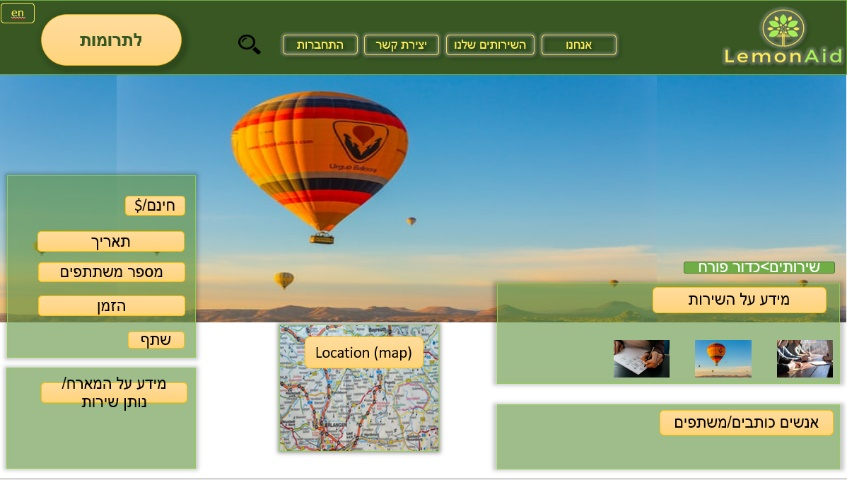 en
לתרומות
אנחנו
השירותים שלנו
יצירת קשר
התחברות
LemonAid
שירותים>כדור פורח
מידע על השירות
חינם/$
תאריך
מספר משתתפים
הזמן
שתף
Location (map)
מידע על המארח/
נותן שירות
אנשים כותבים/משתפים
ERLANGEN